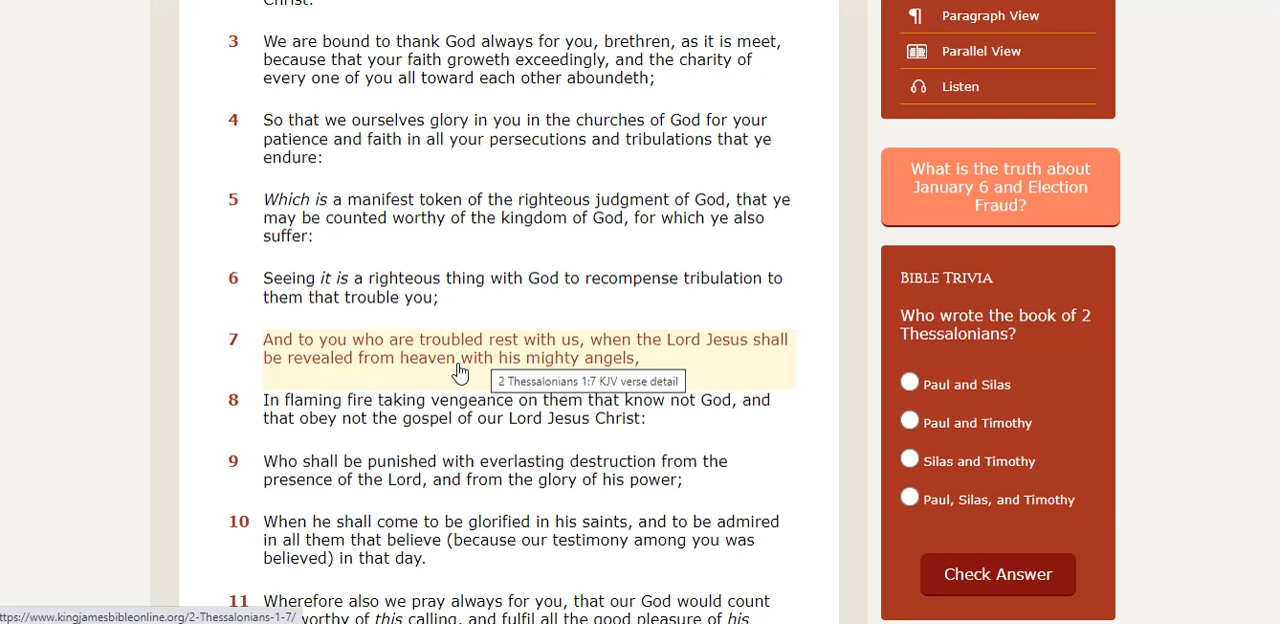 Christ.
3 We are bound to thank God always for you, brethren, as it is meet,
because that your faith groweth exceedingly, and the charity of
every one of you all toward each other aboundeth;
4 So that we ourselves glory in you in the churches of God for your
patience and faith in all your persecutions and tribulations that ye
endure:
5 Which is a manifest token of the righteous judgment of God, that ye
may be counted worthy of the kingdom of God, for which ye also
suffer:
6 Seeing it is a righteous thing with God to recompense tribulation to
them that trouble you;
7 And to you who are troubled rest with us, when the Lord Jesus shall
be revealed from heaven with his mighty angels,
2 Thessalonians 1:7 KJV verse detail
8 In flaming fire taking vengeance on them that know not God, and
that obey not the gospel of our Lord Jesus Christ:
9 Who shall be punished with everlasting destruction from the
presence of the Lord, and from the glory of his power;
10 When he shall come to be glorified in his saints, and to be admired
in all them that believe (because our testimony among you was
believed) in that day.
11 Wherefore also we pray always for you, that our God would count
worthy of this calling, and fulfil all the good pleasure of his
ttps://www.kingjamesbibleonline.org/2-Thessalonians-1-7/
Paragraph View
Parallel View
Listen
What is the truth about
January 6 and Election
Fraud?
BIBLE TRIVIA
Who wrote the book of 2
Thessalonians?
Paul and Silas
Paul and Timothy
Silas and Timothy
Paul, Silas, and Timothy
Check Answer